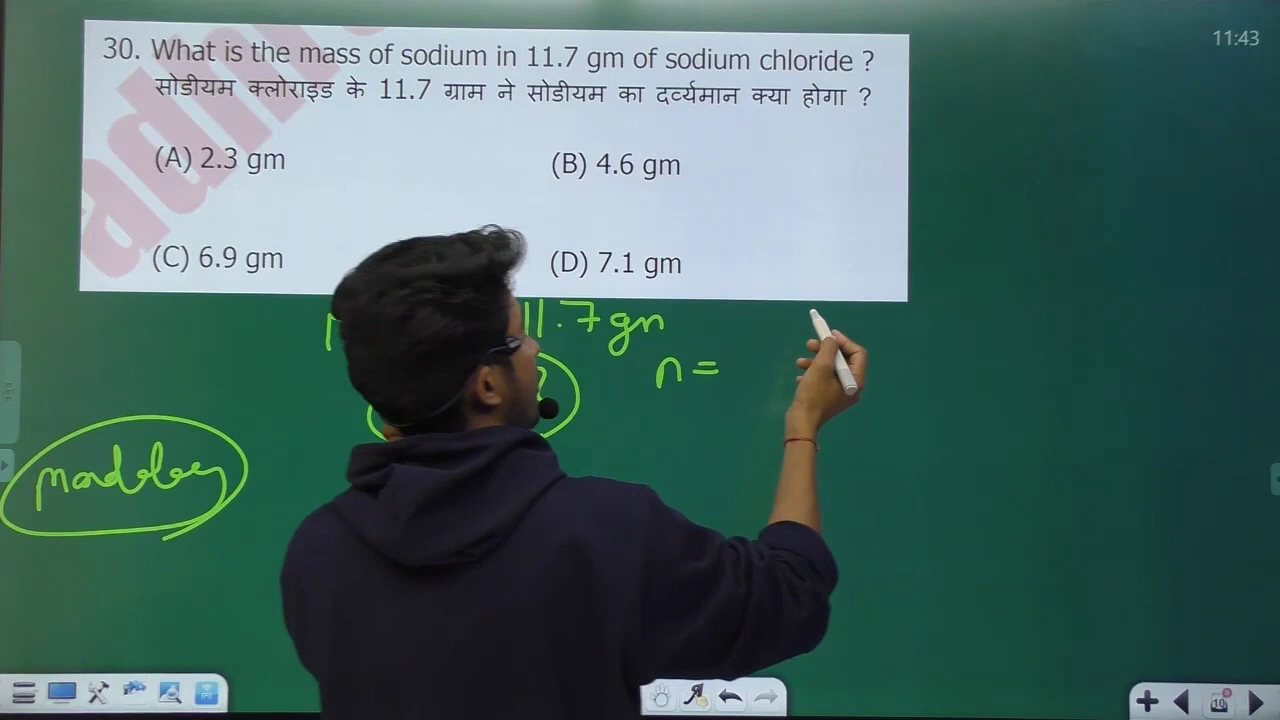 11:43
30. What is the mass of sodium in 11.7 gm of sodium chloride ?
सोडीयम क्लोराइड के 11.7 ग्राम ने सोडीयम का दर्व्यमान क्या होगा ?
(A) 2.3 gm
(B) 4.6 gm
(C) 6.9 gm
(D) 7.1 gm
11.7 gm
n =
10